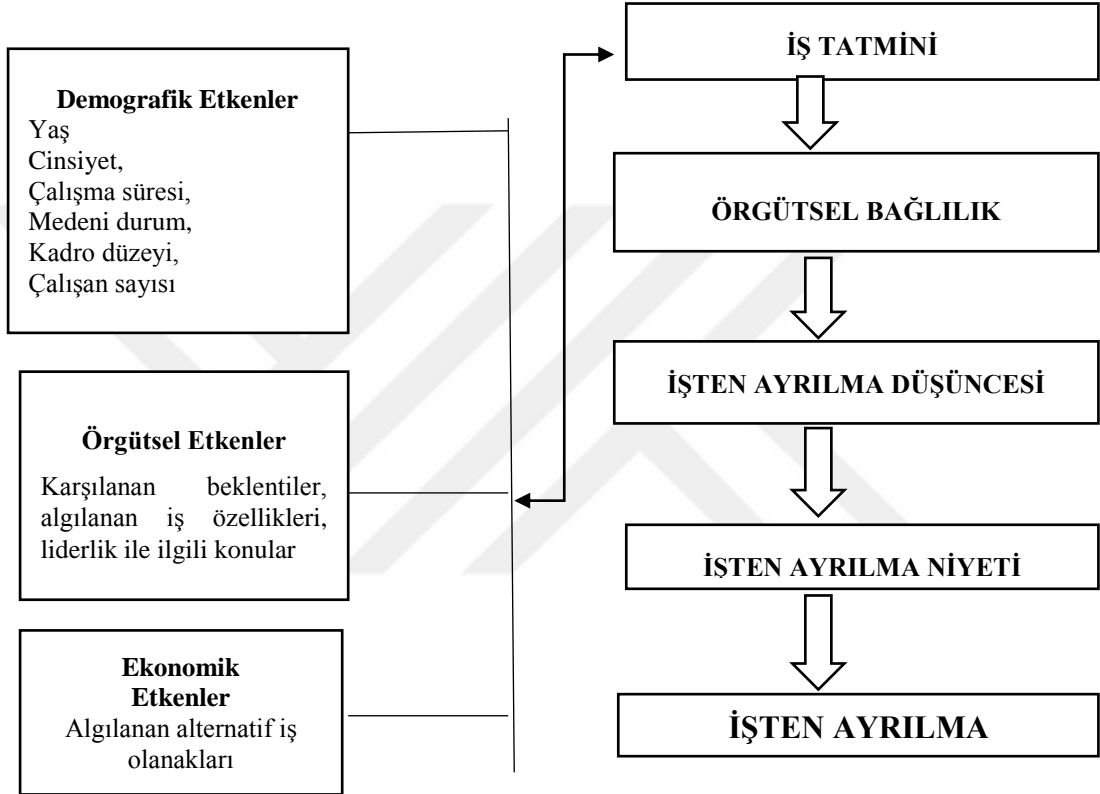 Demografik Etkenler
Yaş
Cinsiyet,
Çalışma süresi,
Medeni durum,
Kadro düzeyi,
Çalışan sayısı
Örgütsel Etkenler
Karşılanan beklentiler,
algılanan iş özellikleri,
liderlik ile ilgili konular
Ekonomik
Etkenler
Algılanan alternatif iş
olanakları
İŞ TATMİNİ
ÖRGÜTSEL BAĞLILIK
İŞTEN AYRILMA DÜŞÜNCESİ
İŞTEN AYRILMA NİYETİ
İŞTEN AYRILMA